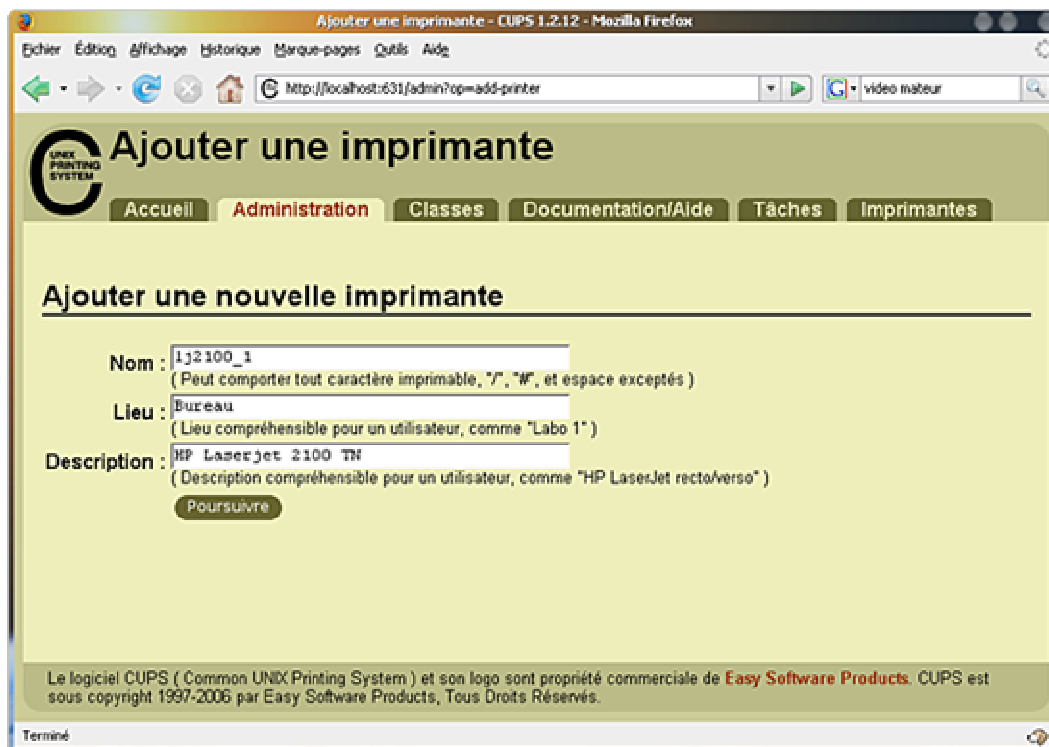 Ajouter une imprimante - CUPS 1.2.12 - Mozilla Firefox
Fichier Édition Affichage Historique Marque-pages Outils Aide
http://localhost:631/admin?op=add-printer G video mateur
UNIX PRINTING SYSTEM
Ajouter une imprimante
Accueil Administration Classes Documentation/Aide Tâches Imprimantes
Ajouter une nouvelle imprimante
Nom : lj2100_1
( Peut comporter tout caractère imprimable, "/", "#", et espace exceptés )
Lieu : Bureau
( Lieu compréhensible pour un utilisateur, comme "Labo 1" )
Description : HP Laserjet 2100 TN
( Description compréhensible pour un utilisateur, comme "HP LaserJet recto/verso" )
Poursuivre
Le logiciel CUPS ( Common UNIX Printing System ) et son logo sont propriété commerciale de Easy Software Products. CUPS est
sous copyright 1997-2006 par Easy Software Products, Tous Droits Réservés.
Terminé